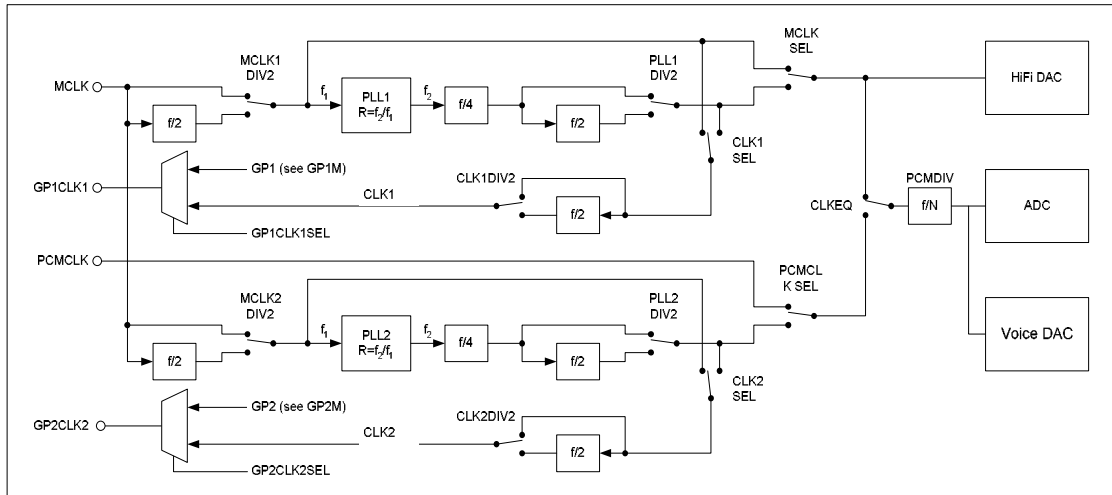 MCLK
MCLK1
DIV2
f/2
f1
PLL1
R=f2/f1
f2
f/4
f/2
PLL1
DIV2
MCLK
SEL
HiFi DAC
CLK1
SEL
GP1CLK1
GP1 (see GP1M)
CLK1
CLK1DIV2
f/2
GP1CLK1SEL
CLKEQ
PCMDIV
f/N
ADC
PCMCLK
MCLK2
DIV2
f/2
f1
PLL2
R=f2/f1
f2
f/4
f/2
PLL2
DIV2
PCMCL
K SEL
Voice DAC
CLK2
SEL
GP2CLK2
GP2 (see GP2M)
CLK2
CLK2DIV2
f/2
GP2CLK2SEL